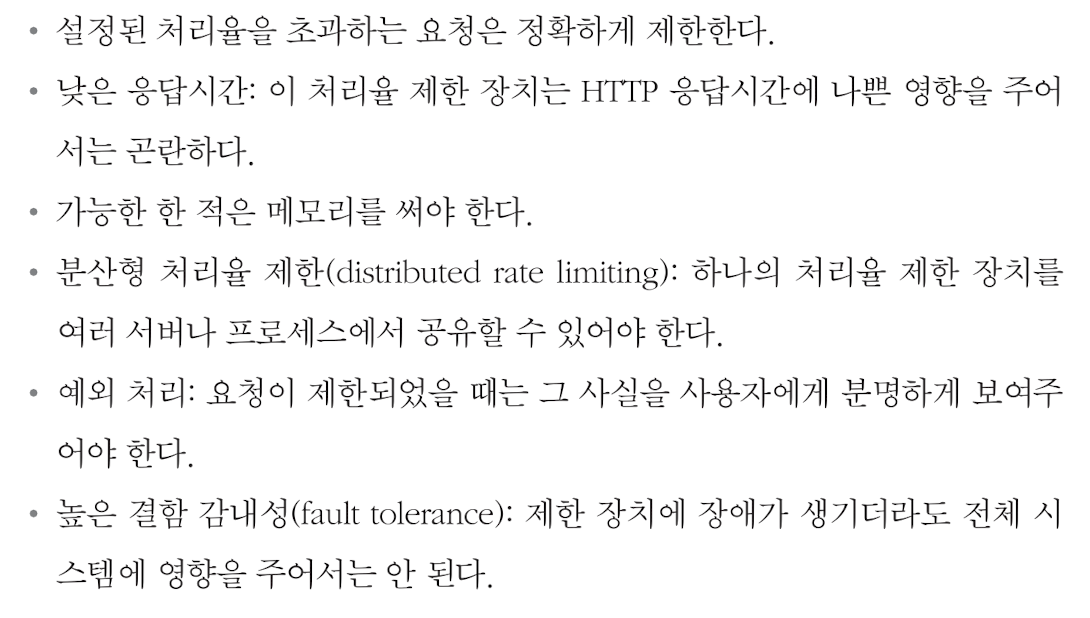 • 설정된 처리율을 초과하는 요청은 정확하게 제한한다.
• 낮은 응답시간: 이 처리율 제한 장치는 HTTP 응답시간에 나쁜 영향을 주어
서는 곤란하다.
• 가능한 한 적은 메모리를 써야 한다.
• 분산형 처리율 제한(distributed rate limiting): 하나의 처리율 제한 장치를
여러 서버나 프로세스에서 공유할 수 있어야 한다.
• 예외 처리: 요청이 제한되었을 때는 그 사실을 사용자에게 분명하게 보여주
어야 한다.
• 높은 결함 감내성(fault tolerance): 제한 장치에 장애가 생기더라도 전체 시
스템에 영향을 주어서는 안 된다.